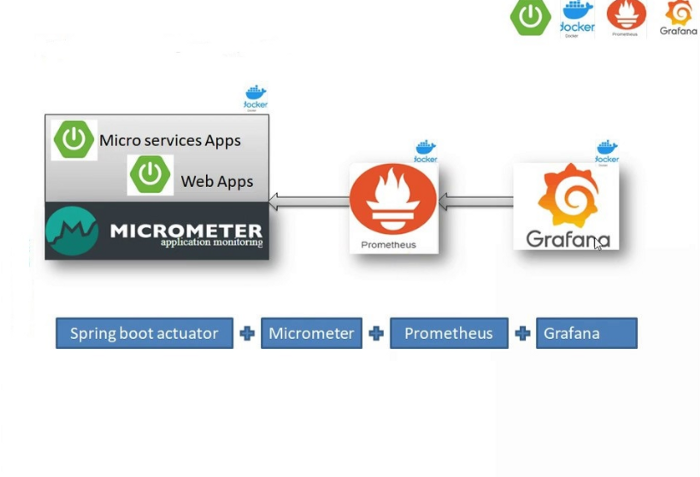 docker
Prometheus
Grafana
docker
Micro services Apps
Web Apps
MICROMETER
application monitoring
docker
Prometheus
docker
Grafana
Spring boot actuator + Micrometer + Prometheus + Grafana